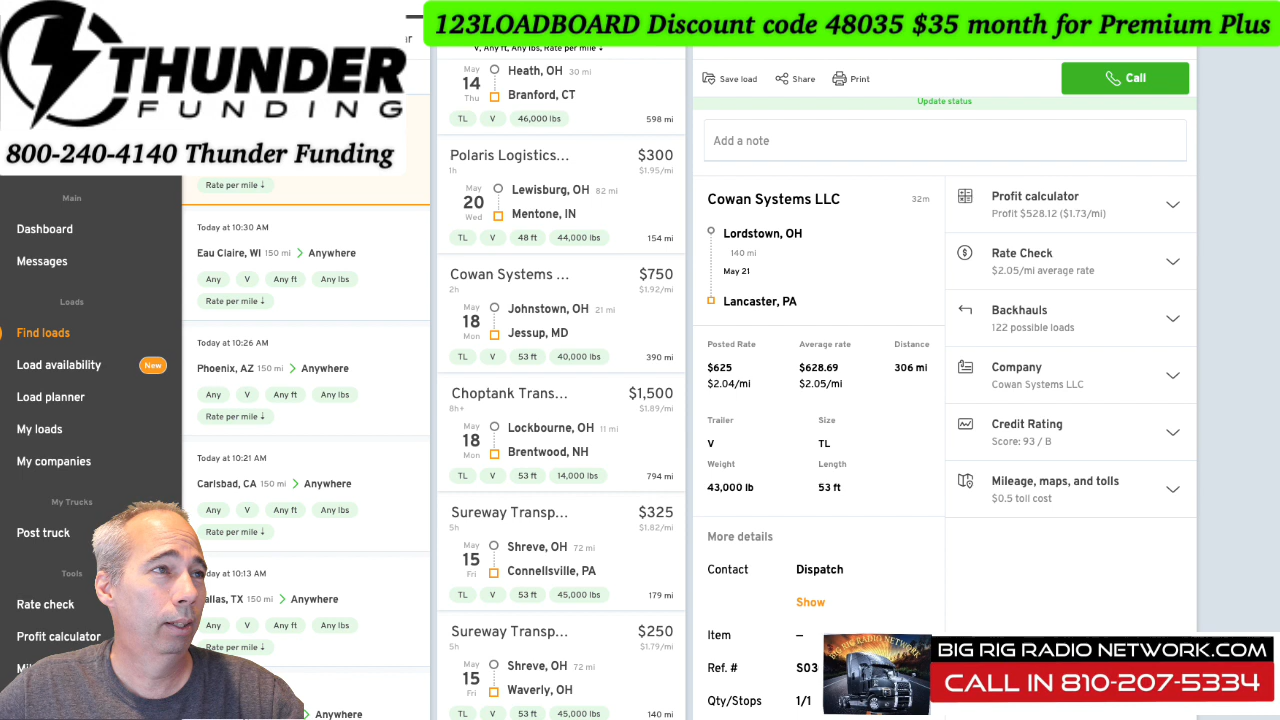 THUNDER
FUNDING
800-240-4140 Thunder Funding
123LOADBOARD Discount code 48035 $35 month for Premium Plus
Main
Dashboard
Messages
Loads
Find loads
Load availability New
Load planner
My loads
My companies
My Trucks
Post truck
Tools
Rate check
Profit calculator
Rate per mile ↓
Today at 10:30 AM
Eau Claire, WI 150 mi > Anywhere
Any V Any ft Any lbs
Rate per mile ↓
Today at 10:26 AM
Phoenix, AZ 150 mi > Anywhere
Any V Any ft Any lbs
Rate per mile ↓
Today at 10:21 AM
Carlsbad, CA 150 mi > Anywhere
Any V Any ft Any lbs
Rate per mile ↓
day at 10:13 AM
allas, TX 150 mi > Anywhere
Any V Any ft Any lbs
Rate per mile ↓
Anywhere
V, Any ft, Any lbs, Rate per mile ↓
May 14 Thu
Heath, OH 30 mi
Branford, CT
TL V 46,000 lbs 598 mi
Polaris Logistics... $300
1h $1.95/mi
May 20 Wed
Lewisburg, OH 82 mi
Mentone, IN
TL V 48 ft 44,000 lbs 154 mi
Cowan Systems ... $750
2h $1.92/mi
May 18 Mon
Johnstown, OH 21 mi
Jessup, MD
TL V 53 ft 40,000 lbs 390 mi
Choptank Trans... $1,500
8h+ $1.89/mi
May 18 Mon
Lockbourne, OH 11 mi
Brentwood, NH
TL V 53 ft 14,000 lbs 794 mi
Sureway Transp... $325
5h $1.82/mi
May 15 Fri
Shreve, OH 72 mi
Connellsville, PA
TL V 53 ft 45,000 lbs 179 mi
Sureway Transp... $250
5h $1.79/mi
May 15 Fri
Shreve, OH 72 mi
Waverly, OH
TL V 53 ft 45,000 lbs 140 mi
Save load Share Print Call
Update status
Add a note
Cowan Systems LLC 32m
Lordstown, OH
140 mi
May 21
Lancaster, PA
Posted Rate Average rate Distance
$625 $628.69 306 mi
$2.04/mi $2.05/mi
Trailer Size
V TL
Weight Length
43,000 lb 53 ft
More details
Contact Dispatch
Show
Item –
Ref. # S03
Qty/Stops 1/1
Profit calculator
Profit $528.12 ($1.73/mi)
Rate Check
$2.05/mi average rate
Backhauls
122 possible loads
Company
Cowan Systems LLC
Credit Rating
Score: 93 / B
Mileage, maps, and tolls
$0.5 toll cost
BIG RIG RADIO NETWORK
BIG RIG RADIO NETWORK.COM
CALL IN 810-207-5334